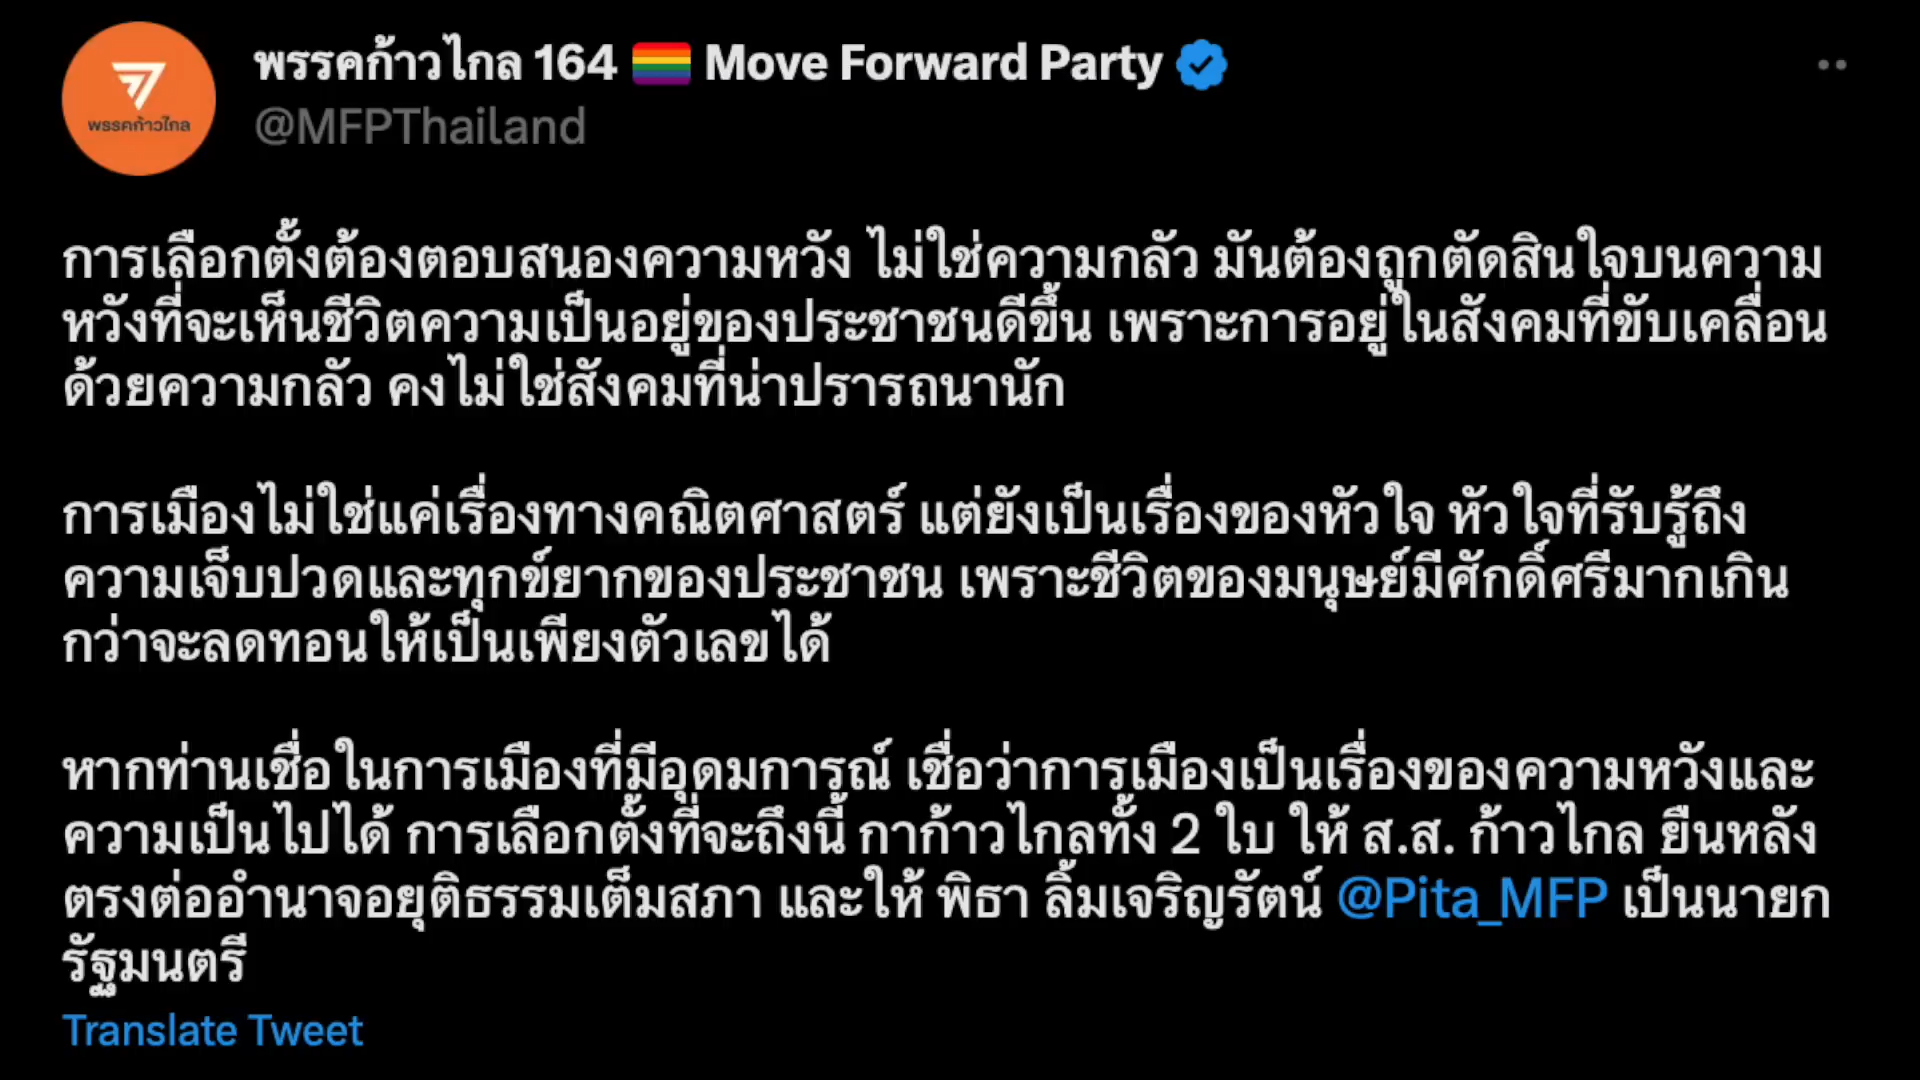 พรรคก้าวไกล 164 🏳️‍🌈 Move Forward Party
@MFPThailand
พรรคก้าวไกล
การเลือกตั้งต้องตอบสนองความหวัง ไม่ใช่ความกลัว มันต้องถูกตัดสินใจบนความ
หวังที่จะเห็นชีวิตความเป็นอยู่ของประชาชนดีขึ้น เพราะการอยู่ในสังคมที่ขับเคลื่อน
ด้วยความกลัว คงไม่ใช่สังคมที่น่าปรารถนานัก
การเมืองไม่ใช่แค่เรื่องทางคณิตศาสตร์ แต่ยังเป็นเรื่องของหัวใจ หัวใจที่รับรู้ถึง
ความเจ็บปวดและทุกข์ยากของประชาชน เพราะชีวิตของมนุษย์มีศักดิ์ศรีมากเกิน
กว่าจะลดทอนให้เป็นเพียงตัวเลขได้
หากท่านเชื่อในการเมืองที่มีอุดมการณ์ เชื่อว่าการเมืองเป็นเรื่องของความหวังและ
ความเป็นไปได้ การเลือกตั้งที่จะถึงนี้ กาก้าวไกลทั้ง 2 ใบ ให้ ส.ส. ก้าวไกล ยืนหลัง
ตรงต่ออำนาจอยุติธรรมเต็มสภา และให้ พิธา ลิ้มเจริญรัตน์ @Pita_MFP เป็นนายก
รัฐมนตรี
Translate Tweet